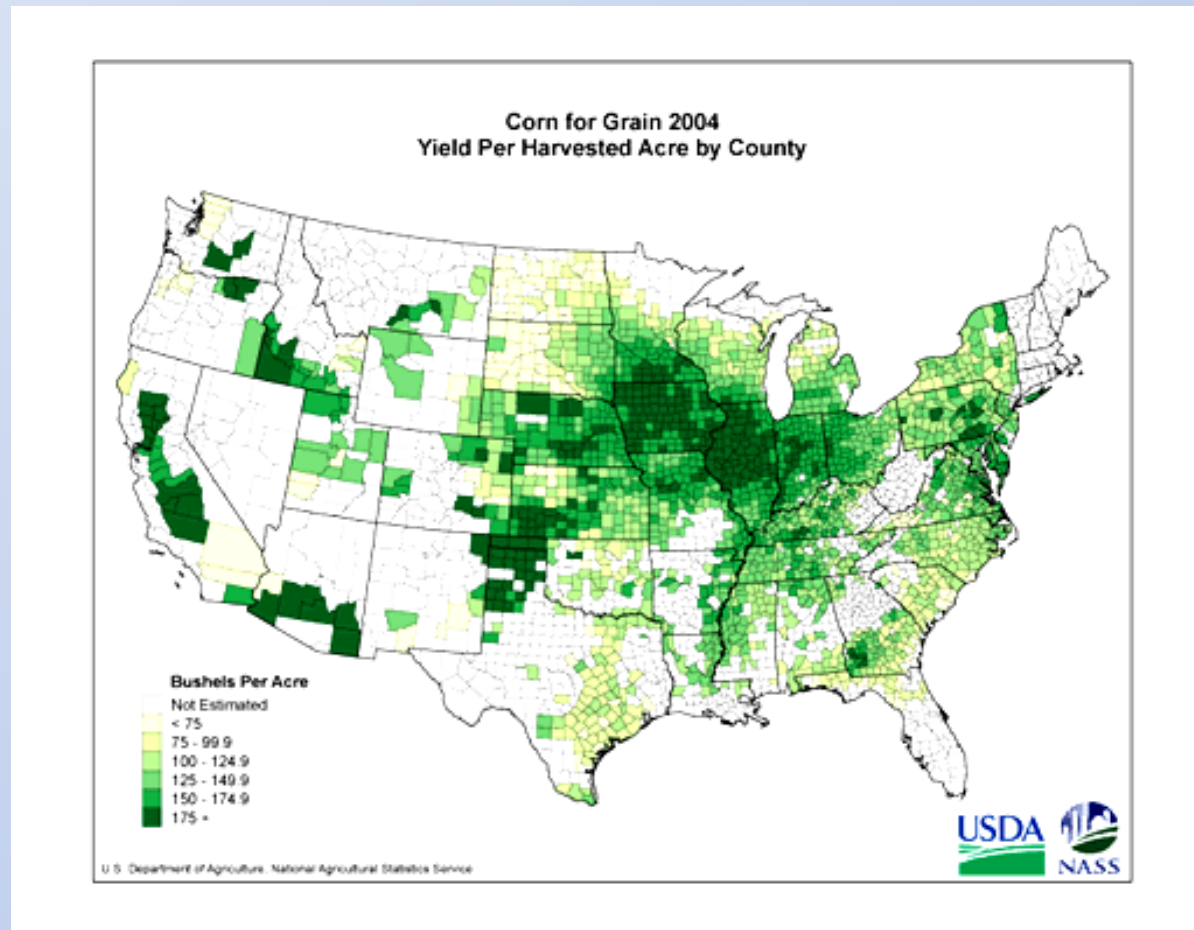 Corn for Grain 2004
Yield Per Harvested Acre by County
Bushels Per Acre
Not Estimated
< 75
75 - 99.9
100 - 124.9
125 - 149.9
150 - 174.9
175 +
USDA
NASS
U.S. Department of Agriculture, National Agricultural Statistics Service